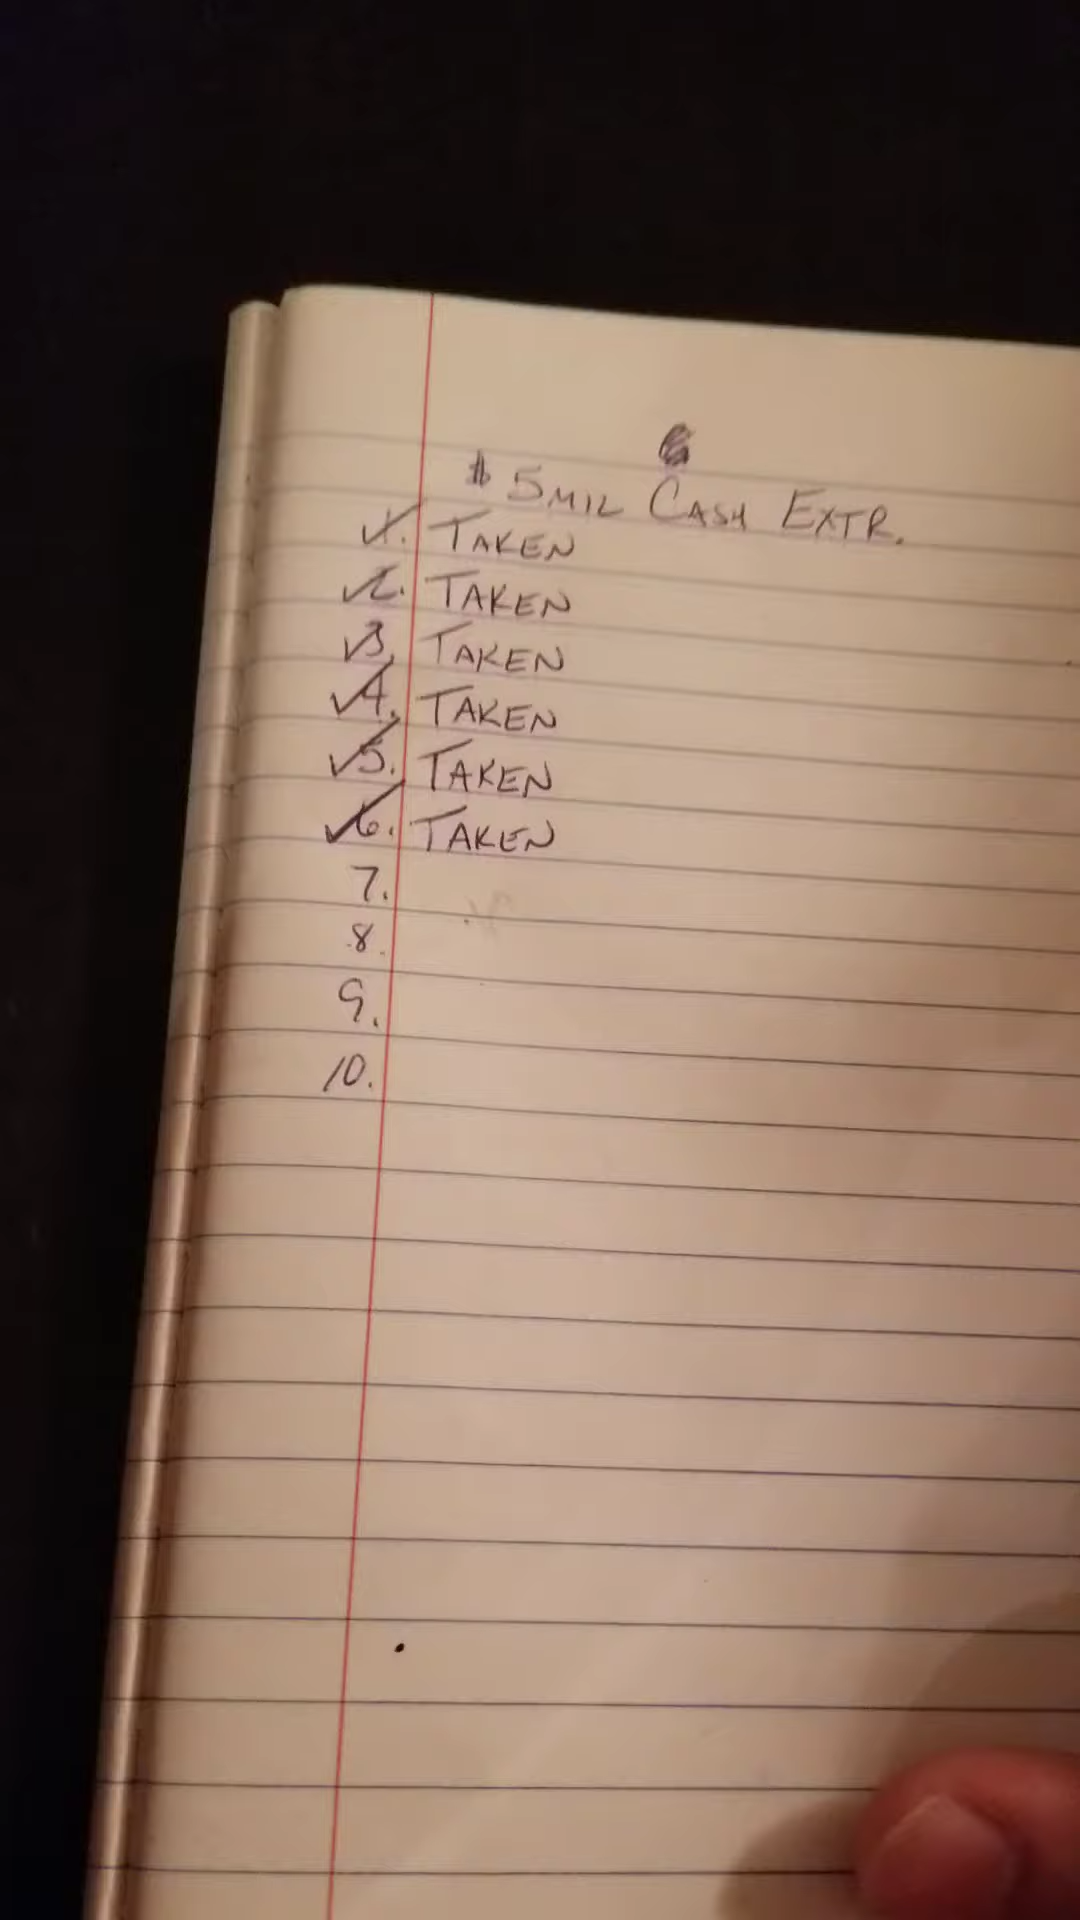 $5MIL CASH EXTR.
1. TAKEN
2. TAKEN
3. TAKEN
4. TAKEN
5. TAKEN
6. TAKEN
7.
8.
9.
10.